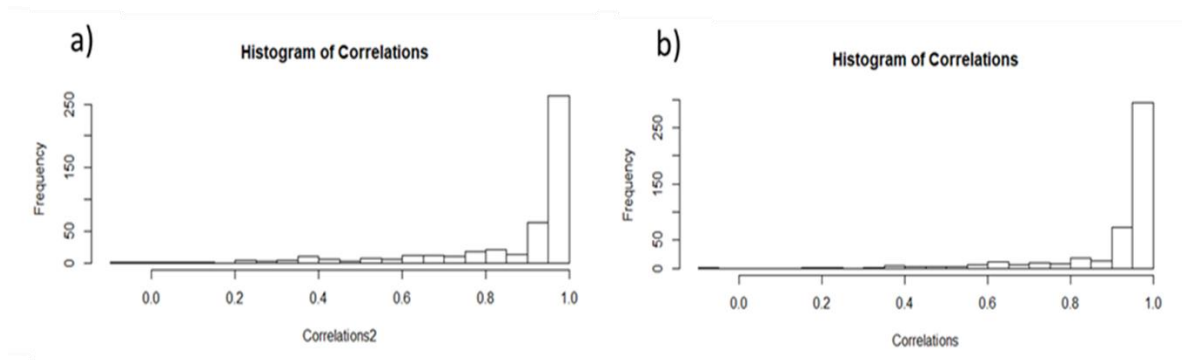 a)
Histogram of Correlations
Frequency
250
150
50
0
0.0 0.2 0.4 0.6 0.8 1.0
Correlations2
b)
Histogram of Correlations
Frequency
250
150
50
0
0.0 0.2 0.4 0.6 0.8 1.0
Correlations